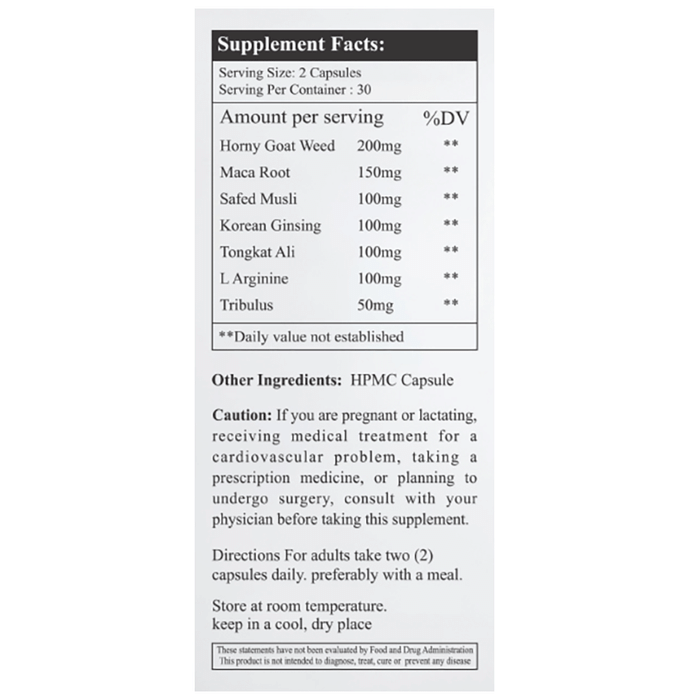 Supplement Facts:
Serving Size: 2 Capsules
Serving Per Container : 30
Amount per serving %DV
Horny Goat Weed 200mg **
Maca Root 150mg **
Safed Musli 100mg **
Korean Ginsing 100mg **
Tongkat Ali 100mg **
L Arginine 100mg **
Tribulus 50mg **
**Daily value not established
Other Ingredients: HPMC Capsule
Caution: If you are pregnant or lactating,
receiving medical treatment for a
cardiovascular problem, taking a
prescription medicine, or planning to
undergo surgery, consult with your
physician before taking this supplement.
Directions For adults take two (2)
capsules daily. preferably with a meal.
Store at room temperature.
keep in a cool, dry place
These statements have not been evaluated by Food and Drug Administration
This product is not intended to diagnose, treat, cure or prevent any disease